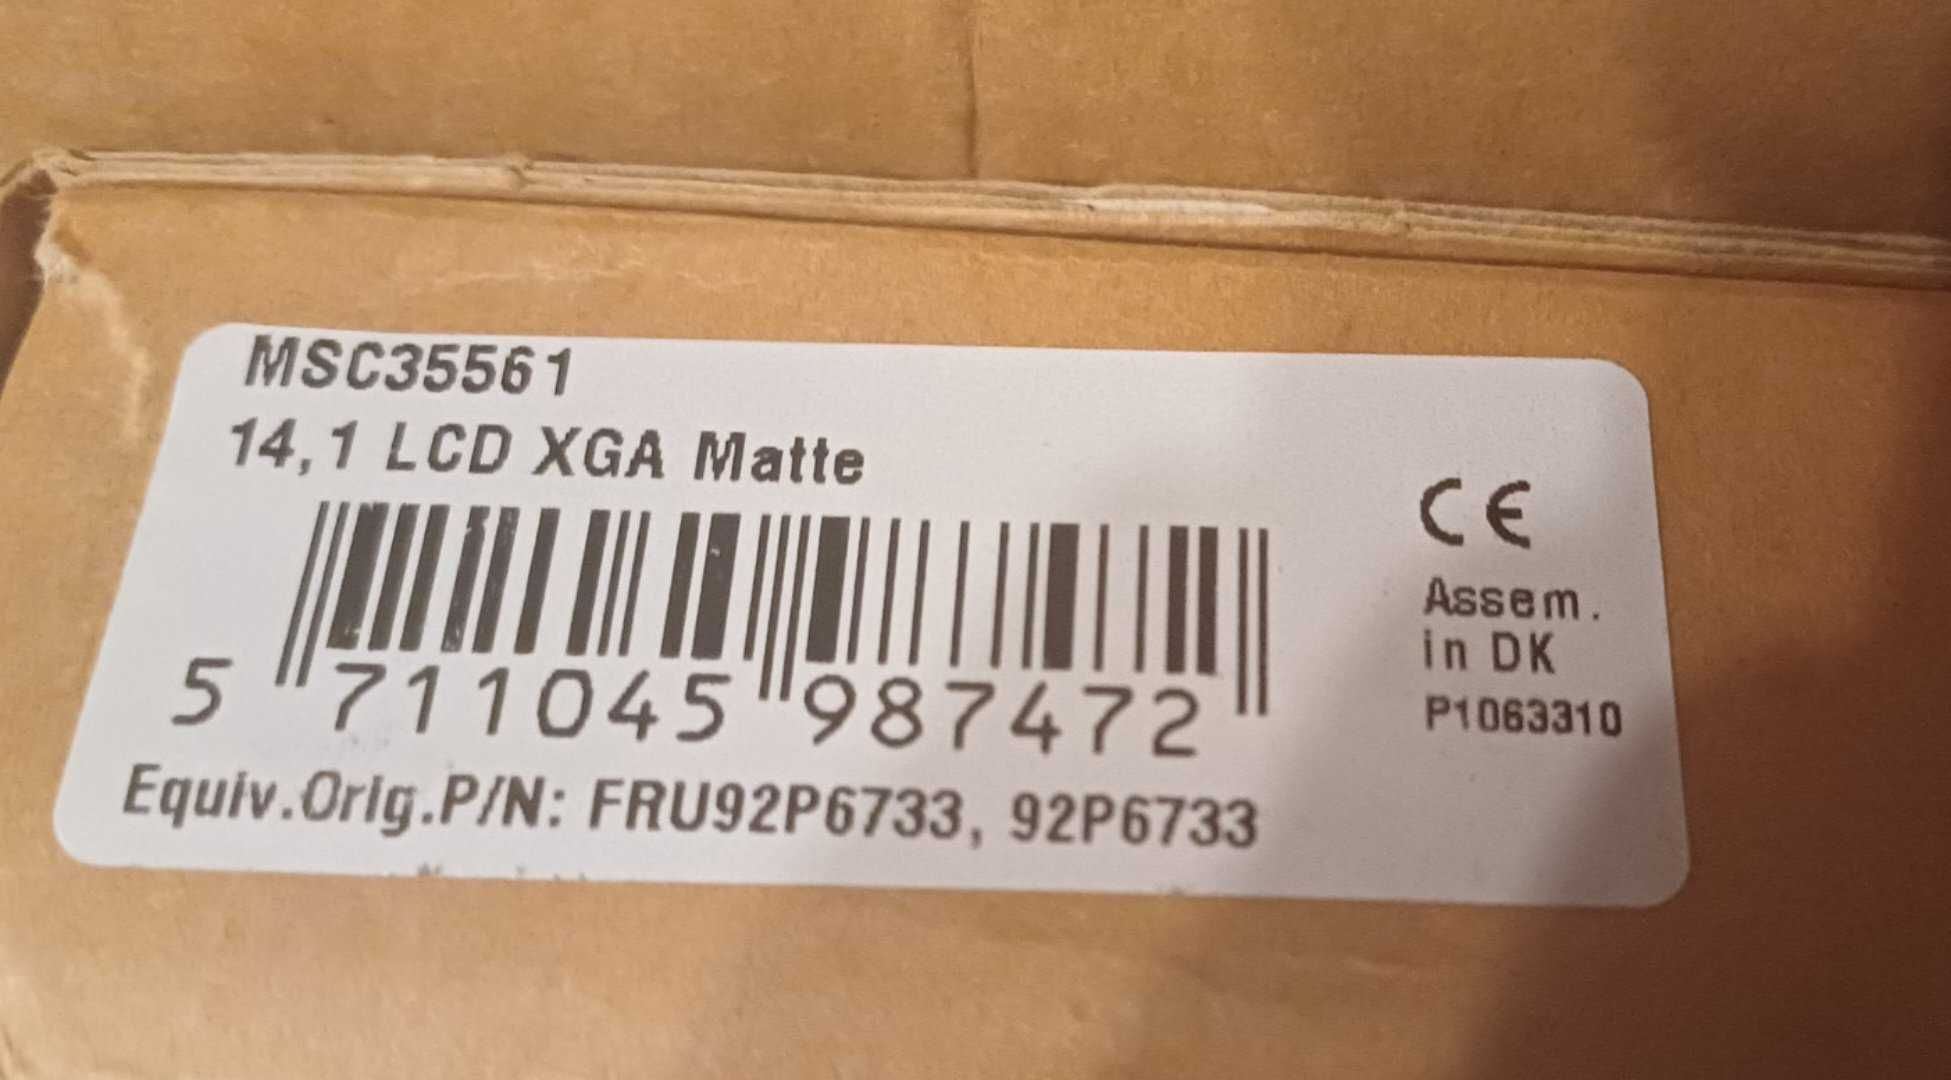 MSC35561
14,1 LCD XGA Matte
CE
Assem.
in DK
P1063310
5 711045 987472
Equiv.Orig.P/N: FRU92P6733, 92P6733